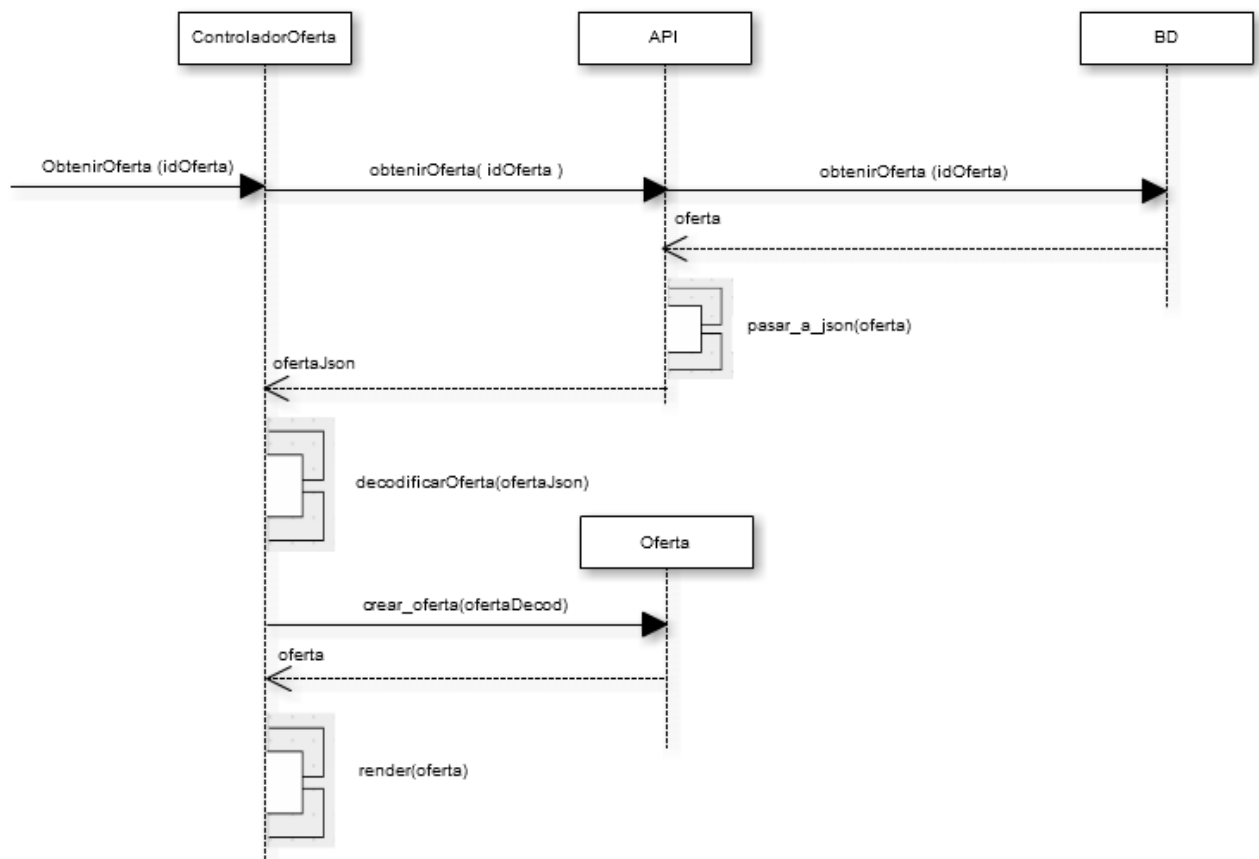 ControladorOferta
API
BD
ObtenirOferta (idOferta)
obtenirOferta( idOferta )
obtenirOferta (idOferta)
oferta
pasar_a_json(oferta)
ofertaJson
decodificarOferta(ofertaJson)
Oferta
crear_oferta(ofertaDecod)
oferta
render(oferta)